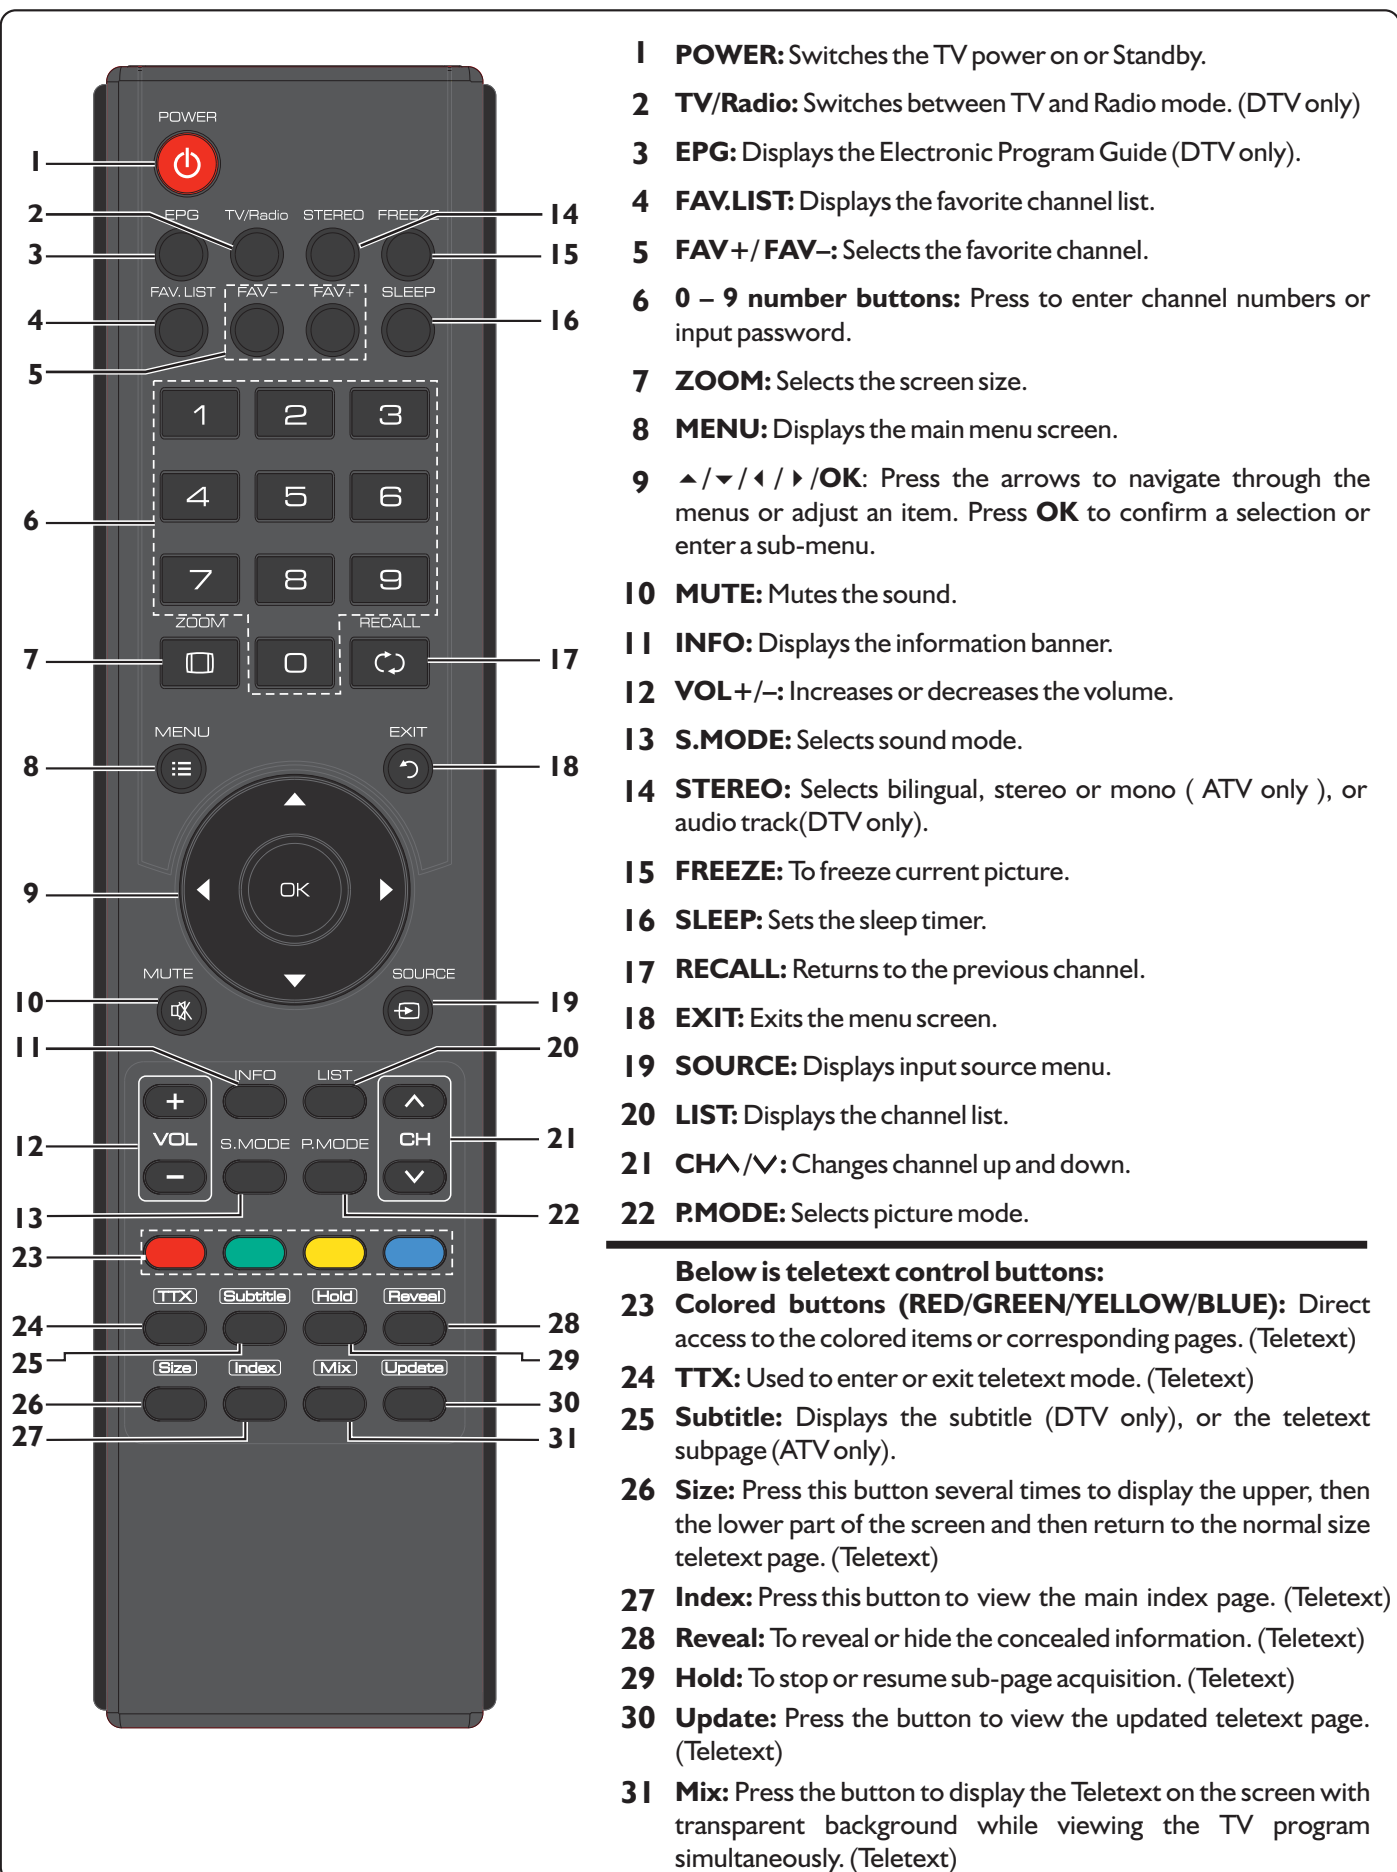 POWER
1
2
EPG TV/Radio STEREO FREEZE
14
3
15
FAV.LIST FAV– FAV+ SLEEP
4
16
5
1 2 3
4 5 6
6
7 8 9
ZOOM RECALL
7
0
17
MENU EXIT
8
18
9
OK
MUTE SOURCE
10
19
11
20
INFO LIST
+
12
VOL S.MODE P.MODE CH
21
–
13
22
23
TTX Subtitle Hold Reveal
24
28
25
29
Size Index Mix Update
26
30
27
31
1 POWER: Switches the TV power on or Standby.
2 TV/Radio: Switches between TV and Radio mode. (DTV only)
3 EPG: Displays the Electronic Program Guide (DTV only).
4 FAV.LIST: Displays the favorite channel list.
5 FAV+/ FAV–: Selects the favorite channel.
6 0 – 9 number buttons: Press to enter channel numbers or
input password.
7 ZOOM: Selects the screen size.
8 MENU: Displays the main menu screen.
9 ▲/▼/◀/▶/OK: Press the arrows to navigate through the
menus or adjust an item. Press OK to confirm a selection or
enter a sub-menu.
10 MUTE: Mutes the sound.
11 INFO: Displays the information banner.
12 VOL+/–: Increases or decreases the volume.
13 S.MODE: Selects sound mode.
14 STEREO: Selects bilingual, stereo or mono ( ATV only ), or
audio track(DTV only).
15 FREEZE: To freeze current picture.
16 SLEEP: Sets the sleep timer.
17 RECALL: Returns to the previous channel.
18 EXIT: Exits the menu screen.
19 SOURCE: Displays input source menu.
20 LIST: Displays the channel list.
21 CH∧/∨: Changes channel up and down.
22 P.MODE: Selects picture mode.
Below is teletext control buttons:
23 Colored buttons (RED/GREEN/YELLOW/BLUE): Direct
access to the colored items or corresponding pages. (Teletext)
24 TTX: Used to enter or exit teletext mode. (Teletext)
25 Subtitle: Displays the subtitle (DTV only), or the teletext
subpage (ATV only).
26 Size: Press this button several times to display the upper, then
the lower part of the screen and then return to the normal size
teletext page. (Teletext)
27 Index: Press this button to view the main index page. (Teletext)
28 Reveal: To reveal or hide the concealed information. (Teletext)
29 Hold: To stop or resume sub-page acquisition. (Teletext)
30 Update: Press the button to view the updated teletext page.
(Teletext)
31 Mix: Press the button to display the Teletext on the screen with
transparent background while viewing the TV program
simultaneously. (Teletext)